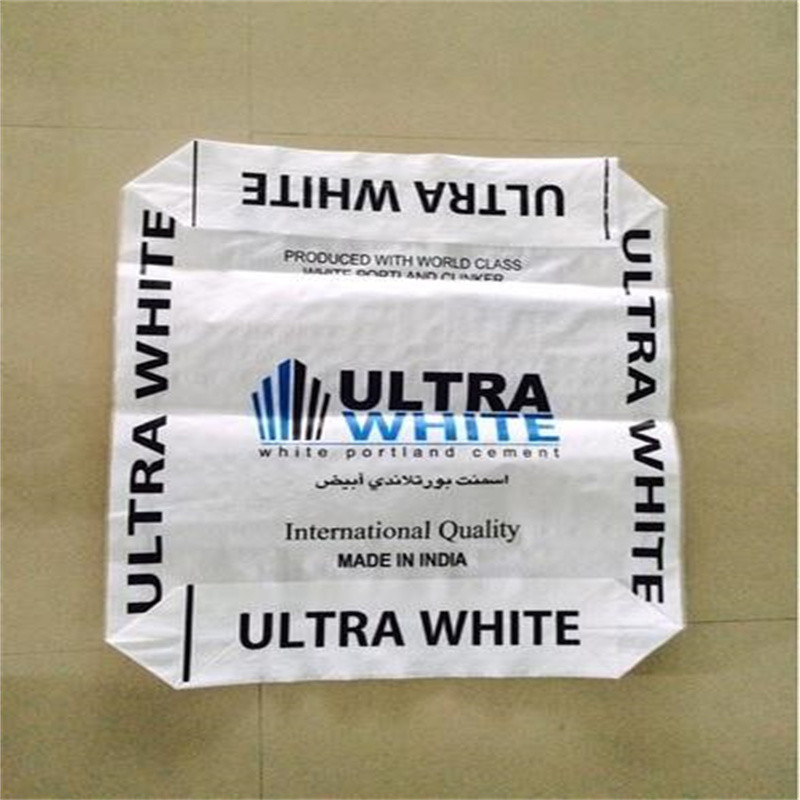 ULTRA WHITE
PRODUCED WITH WORLD CLASS
WHITE PORTLAND CLINKER
ULTRA WHITE
ULTRA WHITE
ULTRA
WHITE
white portland cement
اسمنت بورتلاندي أبيض
International Quality
MADE IN INDIA
ULTRA WHITE